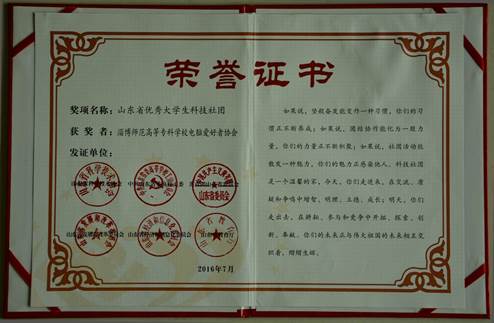 荣誉证书
奖项名称：山东省优秀大学生科技社团
获奖者：淄博师范高等专科学校电脑爱好者协会
发证单位：
2016年7月
如果说，坚毅奋发能变作一种习惯，你们的习
惯正不断养成；如果说，团结协作能化为一股力
量，你们的力量正不断积聚；如果说，社团活动能
散发一种魅力，你们的魅力正感染他人。科技社团
是一个温馨的家，今天，你们走进来，在交流、磨
砺和争鸣中增智，明理，立德，成长；明天，你们
走出去，在耕耘、参与和竞争中开拓，探索，创
新，奉献。你们的未来正与伟大祖国的未来相互交
织着，熠熠生辉。